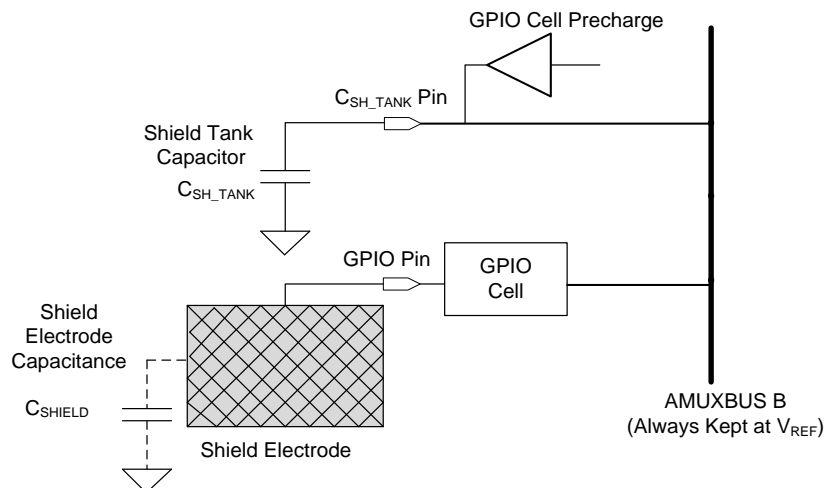 GPIO Cell Precharge
C_SH_TANK Pin
Shield Tank
Capacitor
C_SH_TANK
GPIO Pin
GPIO
Cell
Shield
Electrode
Capacitance
C_SHIELD
Shield Electrode
AMUXBUS B
(Always Kept at V_REF)